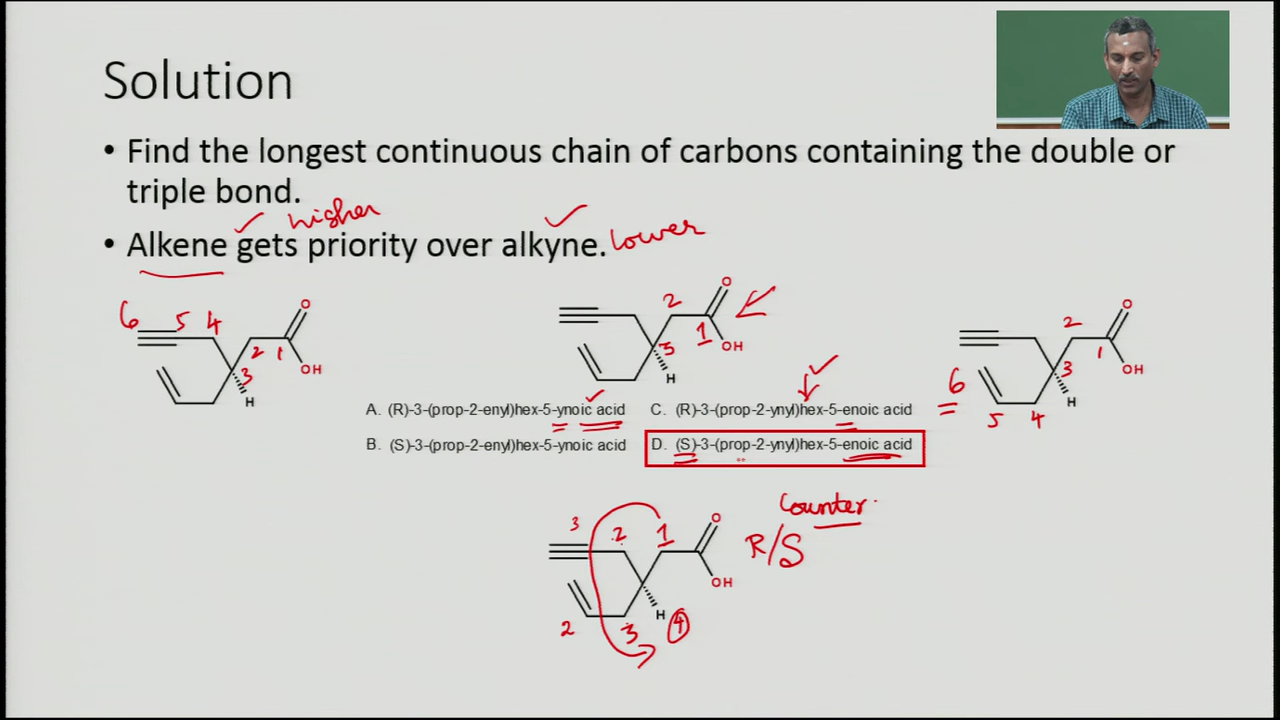 Solution
• Find the longest continuous chain of carbons containing the double or
triple bond.
higher
• Alkene gets priority over alkyne. lower
6 5 4 3 2 1 O OH H
1 2 3 O OH H
1 2 3 4 5 6 O OH H
A. (R)-3-(prop-2-enyl)hex-5-ynoic acid
B. (S)-3-(prop-2-enyl)hex-5-ynoic acid
C. (R)-3-(prop-2-ynyl)hex-5-enoic acid
D. (S)-3-(prop-2-ynyl)hex-5-enoic acid
Counter
R/S
3 2 1 O
OH
2 3 H 4